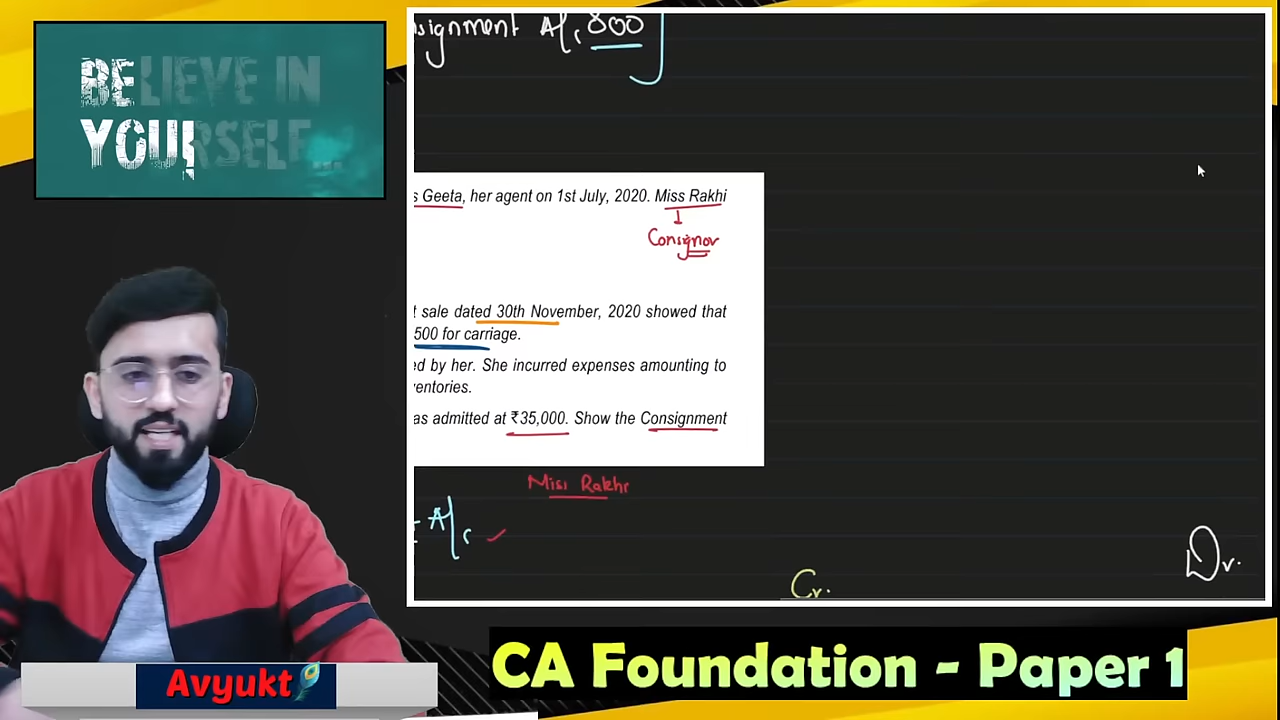 BELIEVE IN
YOURSELF...
signment A/c 800
s Geeta, her agent on 1st July, 2020. Miss Rakhi
Consignor
t sale dated 30th November, 2020 showed that
500 for carriage.
ed by her. She incurred expenses amounting to
ventories.
as admitted at ₹35,000. Show the Consignment
Miss Rakhi
A/c
Dr.
Cr.
Avyukt
CA Foundation - Paper 1